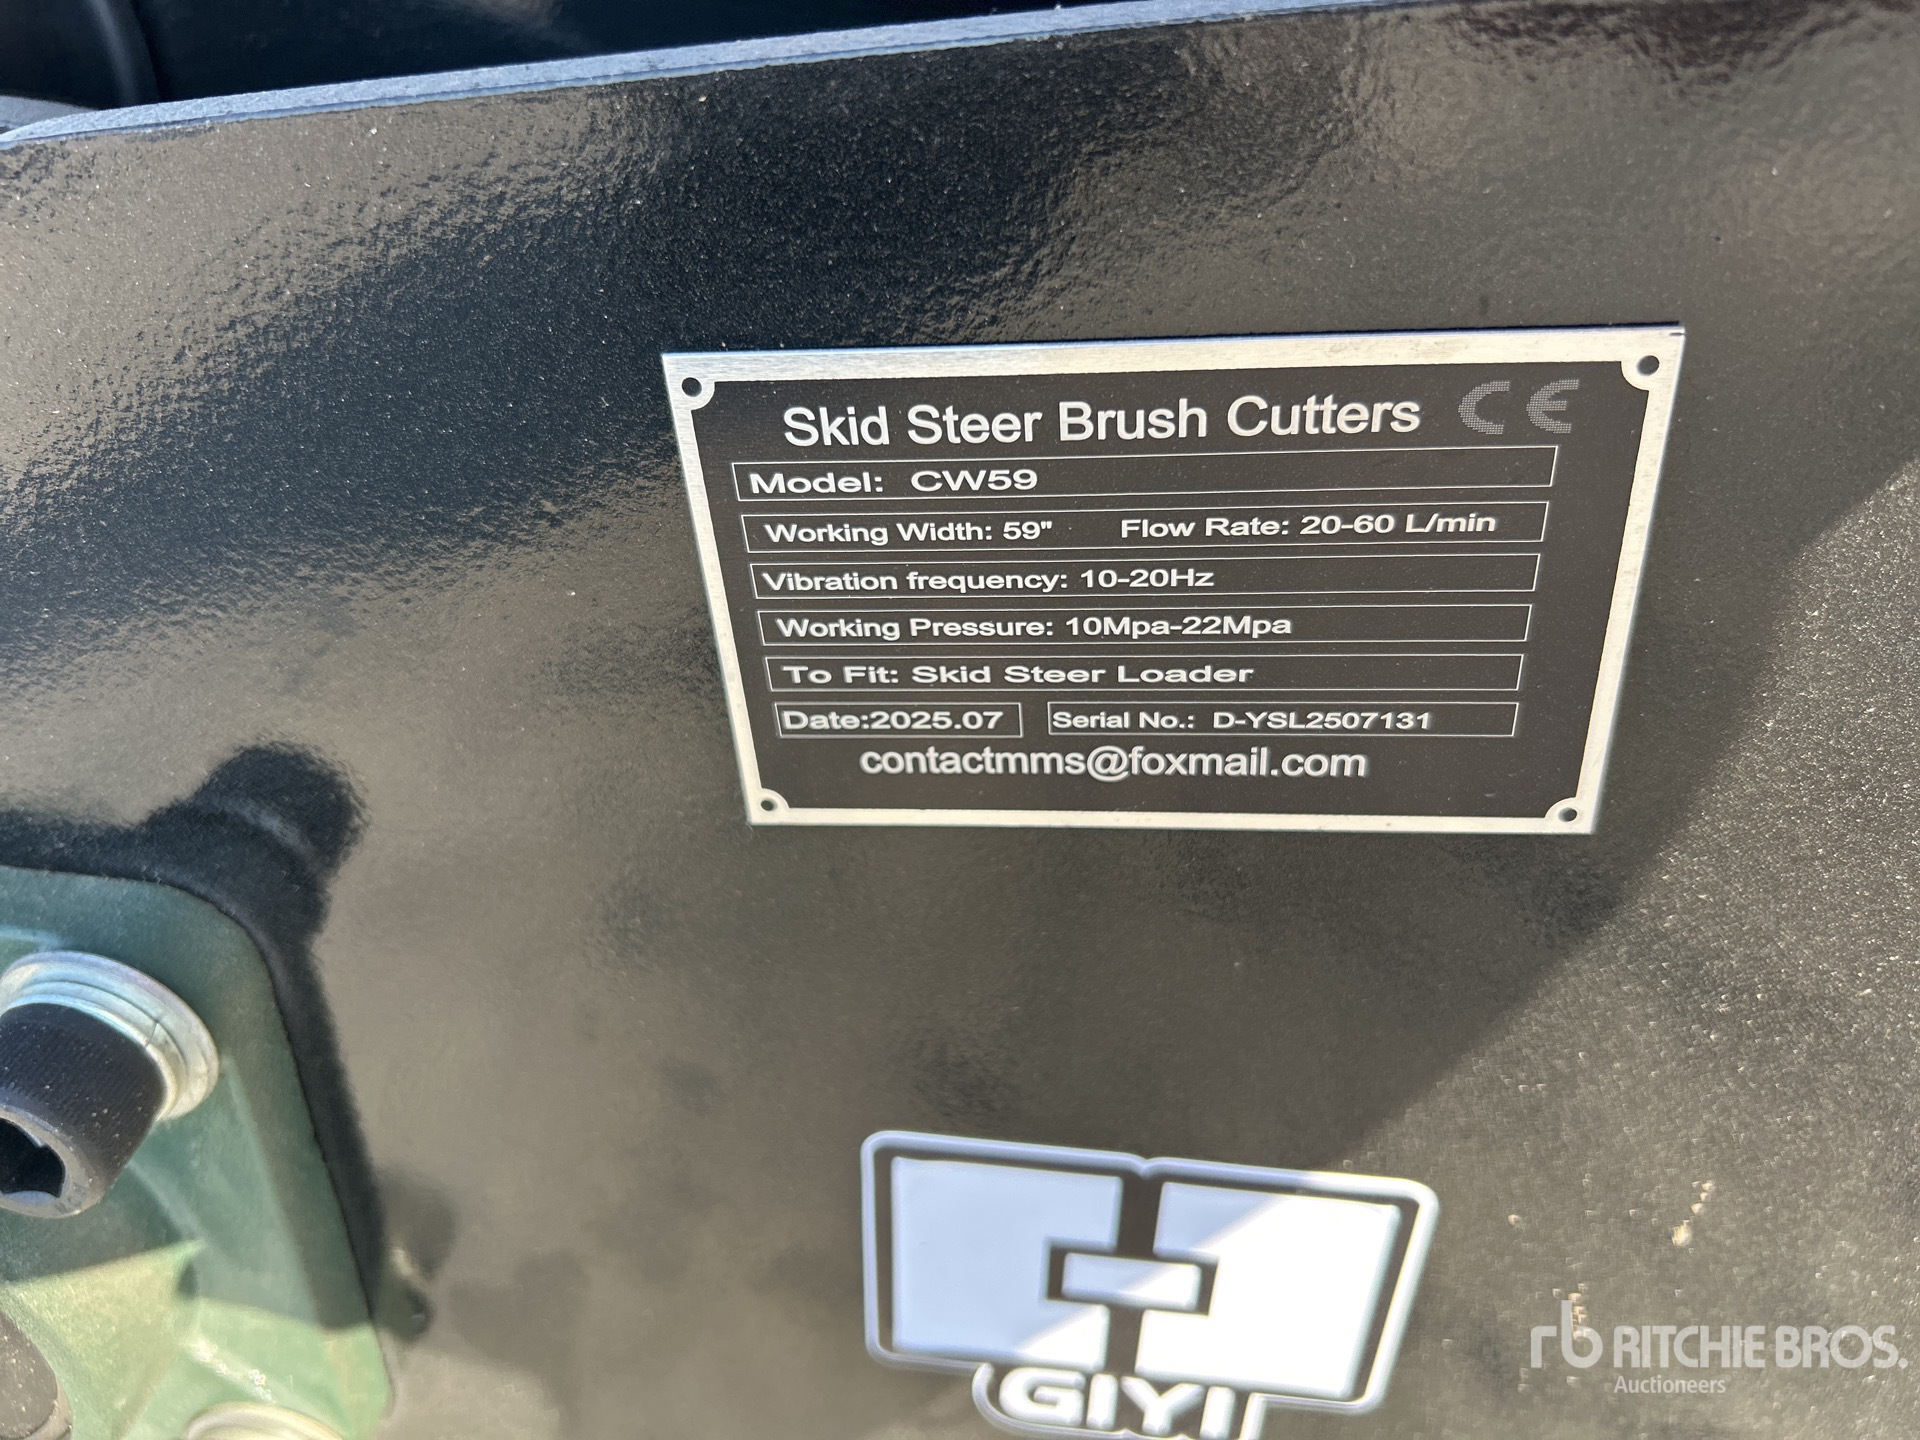 Skid Steer Brush Cutters CE
Model: CW59
Working Width: 59" Flow Rate: 20-60 L/min
Vibration frequency: 10-20Hz
Working Pressure: 10Mpa-22Mpa
To Fit: Skid Steer Loader
Date:2025.07 Serial No.: D-YSL2507131
contactmms@foxmail.com
GIYI
rb RITCHIE BROS.
Auctioneers